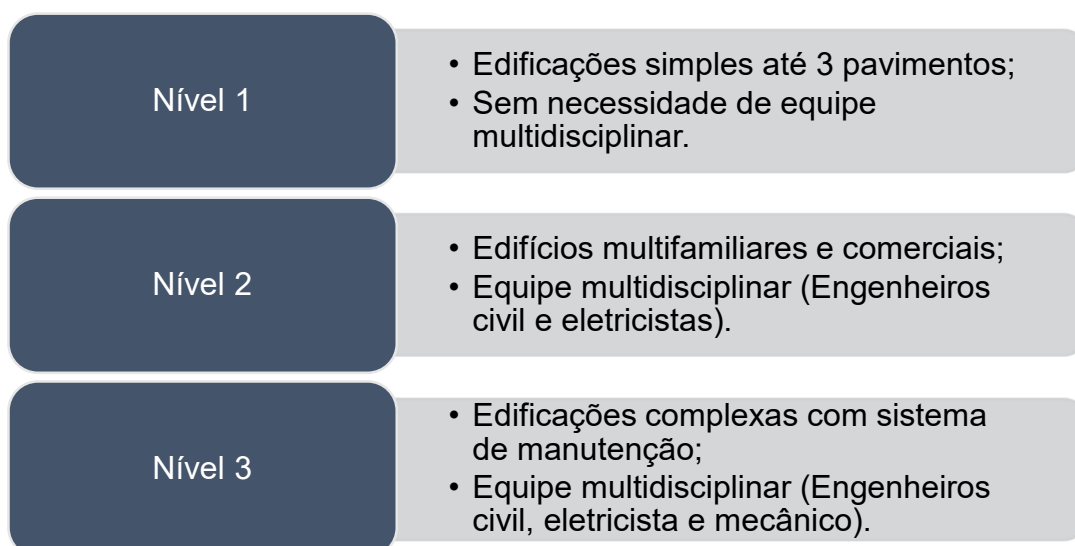 Nível 1
• Edificações simples até 3 pavimentos;
• Sem necessidade de equipe
multidisciplinar.
Nível 2
• Edifícios multifamiliares e comerciais;
• Equipe multidisciplinar (Engenheiros
civil e eletricistas).
Nível 3
• Edificações complexas com sistema
de manutenção;
• Equipe multidisciplinar (Engenheiros
civil, eletricista e mecânico).